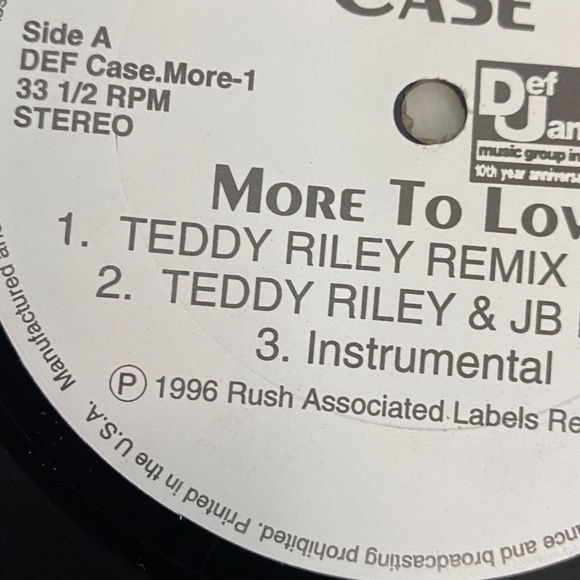 CASE
Side A
DEF Case.More-1
33 1/2 RPM
STEREO
Def
Jam
music group in
10th year annivers
MORE TO LOV
1. TEDDY RILEY REMIX
2. TEDDY RILEY & JB
3. Instrumental
Ⓟ 1996 Rush Associated Labels Re
ance and broadcasting prohibited. Printed in the U.S.A. Manufactured and